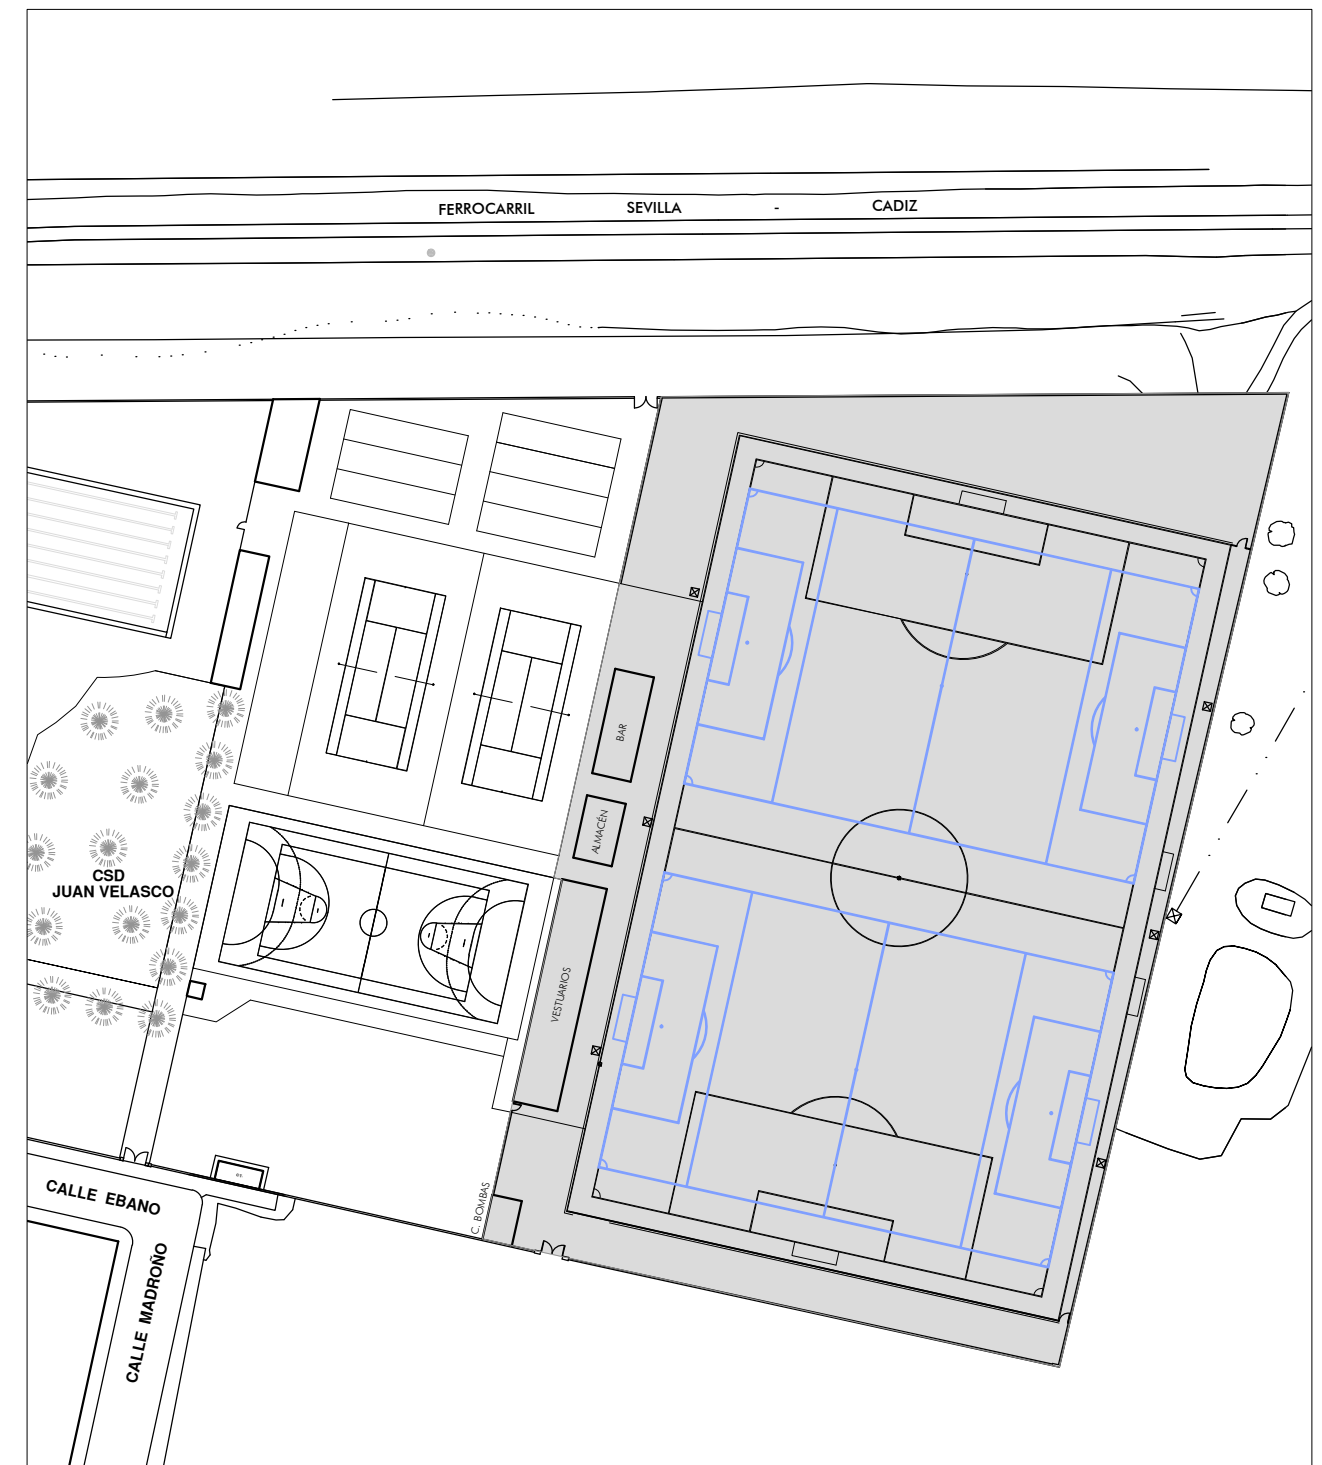 FERROCARRIL SEVILLA - CADIZ
BAR
ALMACÉN
CSD
JUAN VELASCO
VESTUARIOS
C. BOMBAS
CALLE EBANO
CALLE MADROÑO